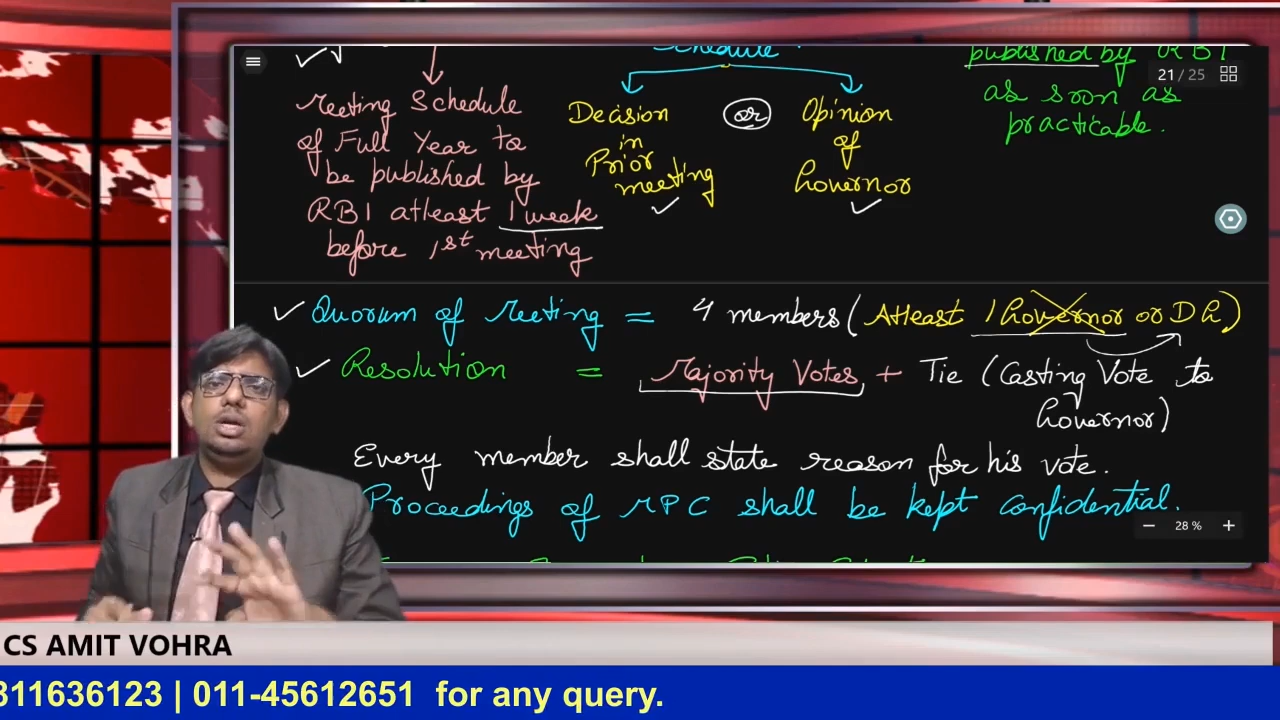 Schedule
Meeting Schedule
of Full Year to
be published by
RBI atleast 1 week
before 1st meeting
Decision
in
Prior
meeting
or
Opinion
of
Governor
published by RBI
as soon as
practicable.
21 / 25
Quorum of Meeting = 4 members (Atleast 1 Governor or DG)
Resolution = Majority Votes + Tie (Casting Vote to
Governor)
Every member shall state reason for his vote.
Proceedings of MPC shall be kept confidential.
28 %
CS AMIT VOHRA
811636123 | 011-45612651 for any query.